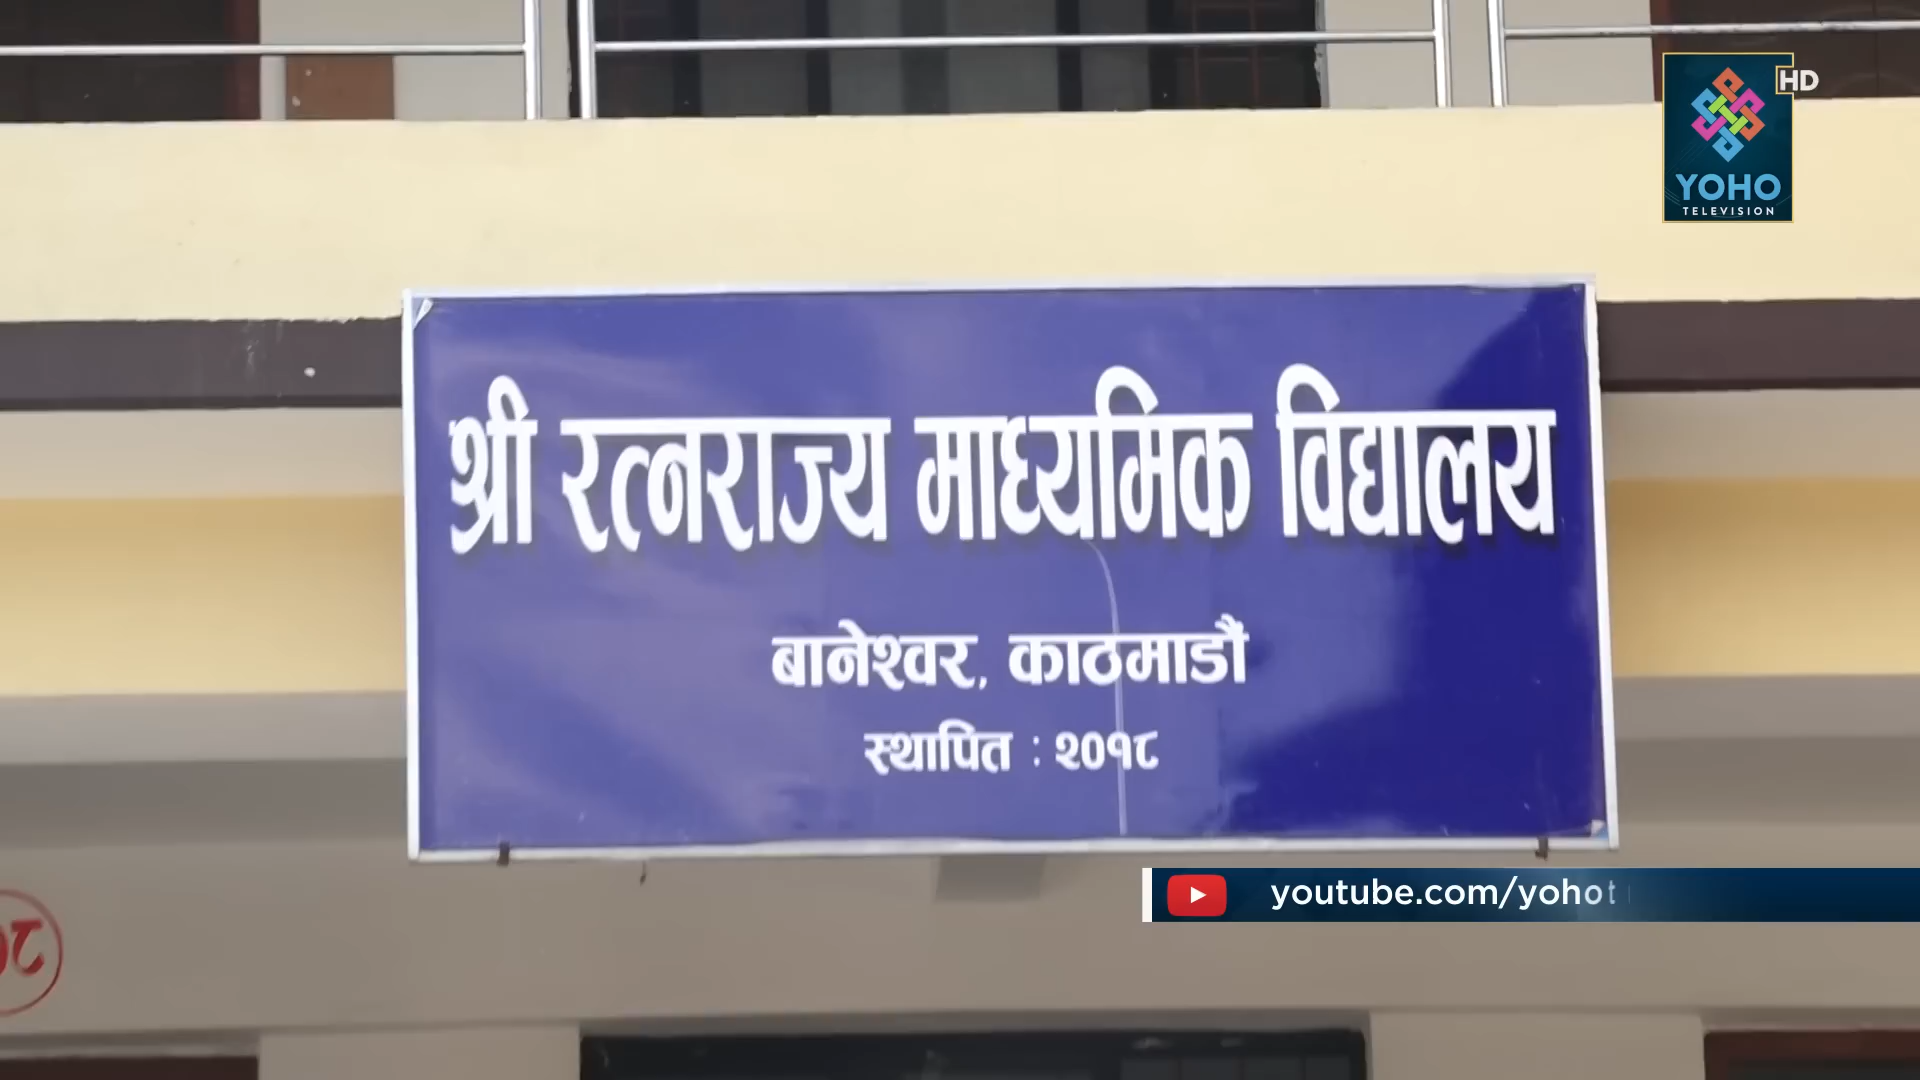 HD
YOHO
TELEVISION
श्री रत्नराज्य माध्यमिक विद्यालय
बानेश्वर, काठमाडौं
स्थापित : २०१८
youtube.com/yohot